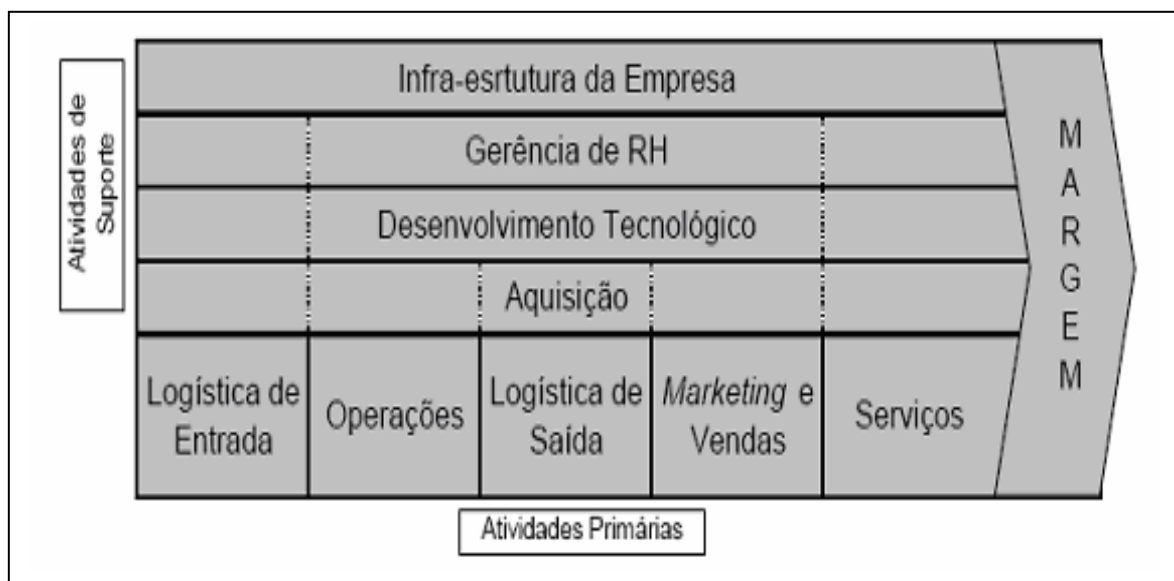 Atividades de
Suporte
Infra-esrtutura da Empresa
Gerência de RH
Desenvolvimento Tecnológico
Aquisição
Logística de
Entrada
Operações
Logística de
Saída
Marketing e
Vendas
Serviços
MARGEM
Atividades Primárias